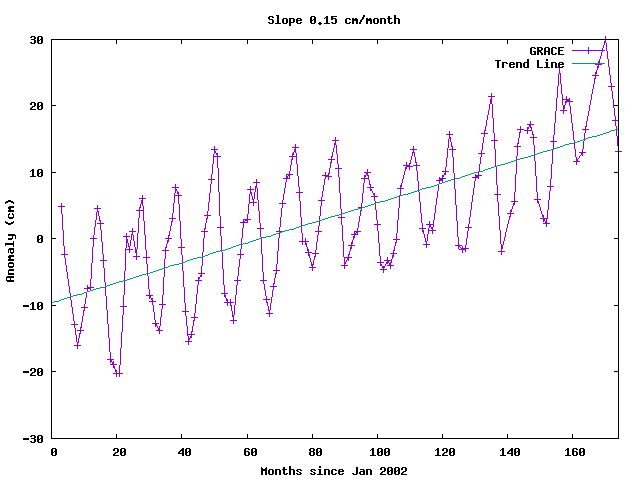 Slope 0.15 cm/month
GRACE
Trend Line
30
20
10
0
-10
-20
-30
Anomaly (cm)
0 20 40 60 80 100 120 140 160
Months since Jan 2002